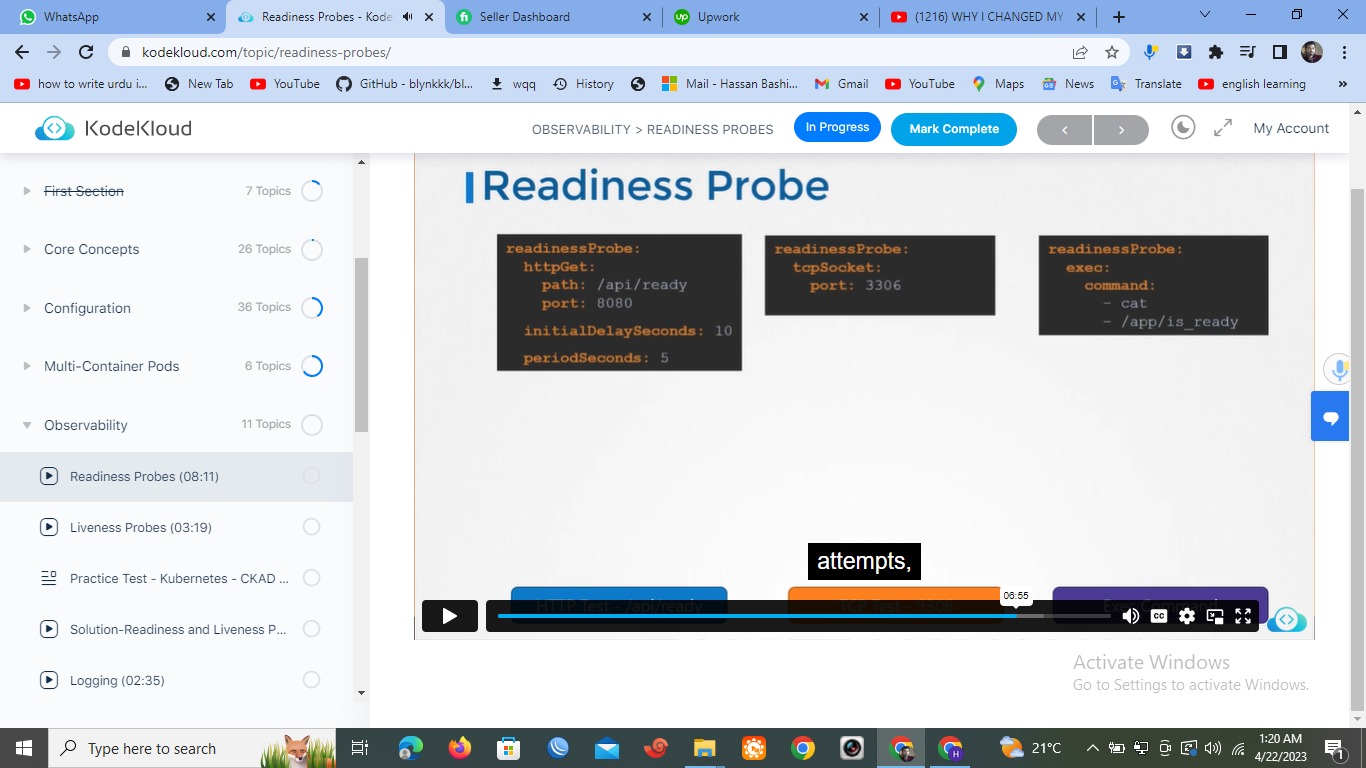 WhatsApp
Readiness Probes - Kode
Seller Dashboard
Upwork
(1216) WHY I CHANGED MY
kodekloud.com/topic/readiness-probes/
how to write urdu i...
New Tab
YouTube
GitHub - blynkkk/bl...
wqq
History
Mail - Hassan Bashi...
Gmail
YouTube
Maps
News
Translate
english learning
»
KodeKloud
OBSERVABILITY > READINESS PROBES
In Progress
Mark Complete
My Account
First Section
7 Topics
Core Concepts
26 Topics
Configuration
36 Topics
Multi-Container Pods
6 Topics
Observability
11 Topics
Readiness Probes (08:11)
Liveness Probes (03:19)
Practice Test - Kubernetes - CKAD ...
Solution-Readiness and Liveness P...
Logging (02:35)
Readiness Probe
readinessProbe:
httpGet:
path: /api/ready
port: 8080
initialDelaySeconds: 10
periodSeconds: 5
readinessProbe:
tcpSocket:
port: 3306
readinessProbe:
exec:
command:
- cat
- /app/is_ready
attempts,
HTTP Test - /api/ready
TCP Test - 3306
06:55
CC
Activate Windows
Go to Settings to activate Windows.
Type here to search
H
21°C
1:20 AM
4/22/2023
1